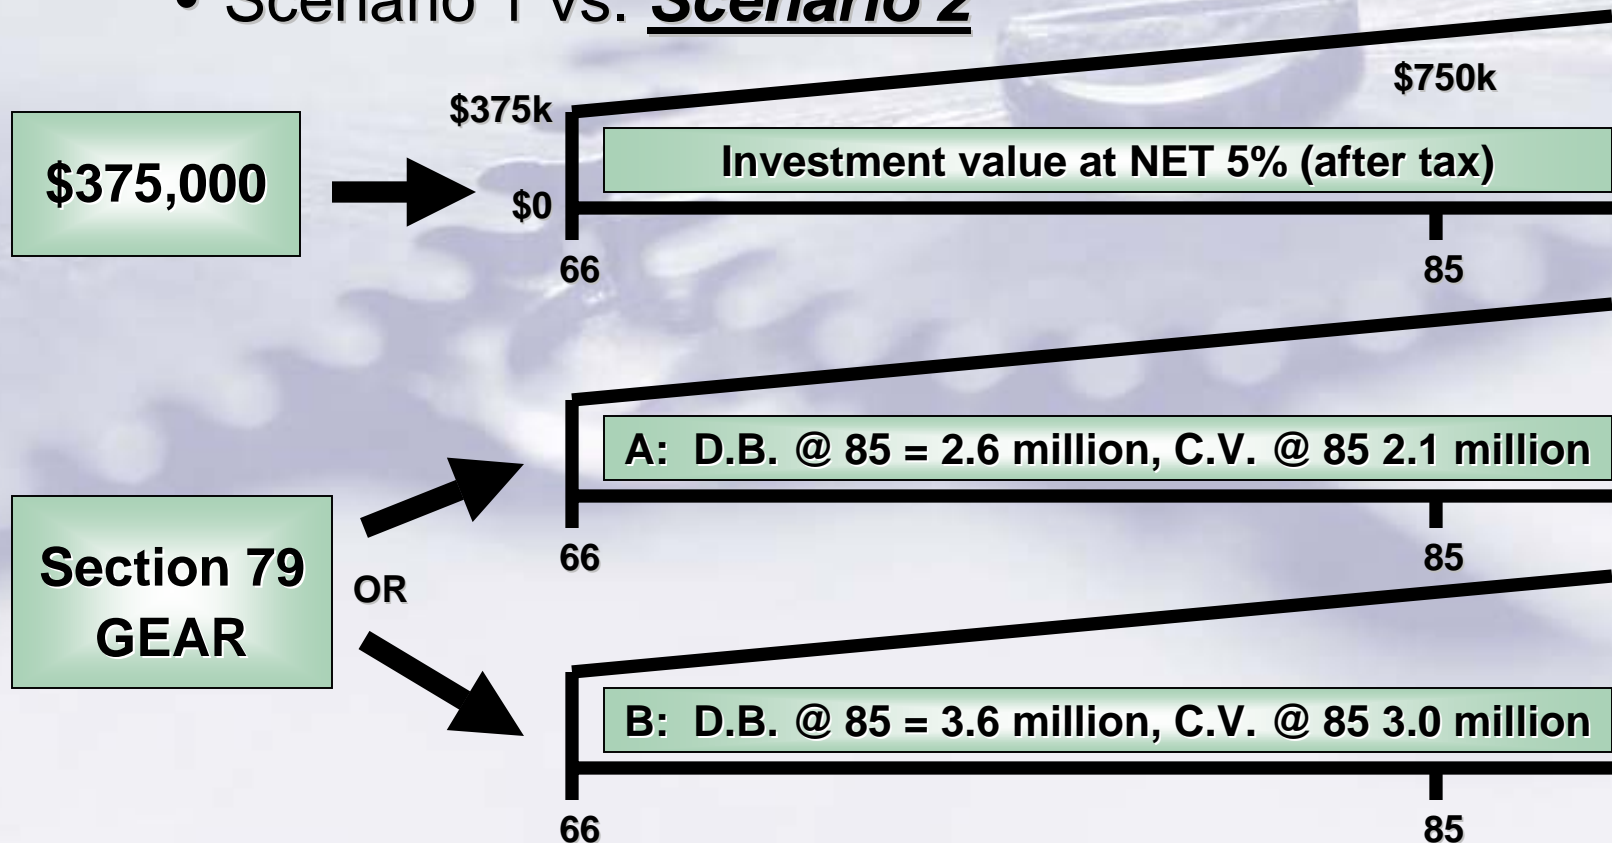 • Scenario 1 vs. Scenario 2
$750k
$375k
$375,000
Investment value at NET 5% (after tax)
$0
66
85
A: D.B. @ 85 = 2.6 million, C.V. @ 85 2.1 million
66
85
Section 79
GEAR
OR
B: D.B. @ 85 = 3.6 million, C.V. @ 85 3.0 million
66
85